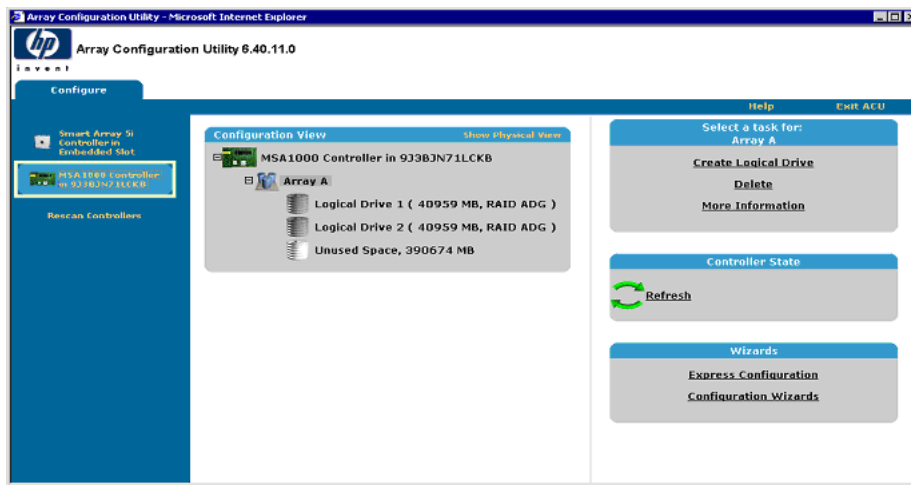 Array Configuration Utility - Microsoft Internet Explorer
hp
invent
Array Configuration Utility 6.40.11.0
Configure
Help
Exit ACU
Smart Array 5i
Controller in
Embedded Slot
MSA1000 Controller
in 9J3BJN71LCKB
Rescan Controllers
Configuration View
Show Physical View
MSA1000 Controller in 9J3BJN71LCKB
Array A
Logical Drive 1 ( 40959 MB, RAID ADG )
Logical Drive 2 ( 40959 MB, RAID ADG )
Unused Space, 390674 MB
Select a task for:
Array A
Create Logical Drive
Delete
More Information
Controller State
Refresh
Wizards
Express Configuration
Configuration Wizards